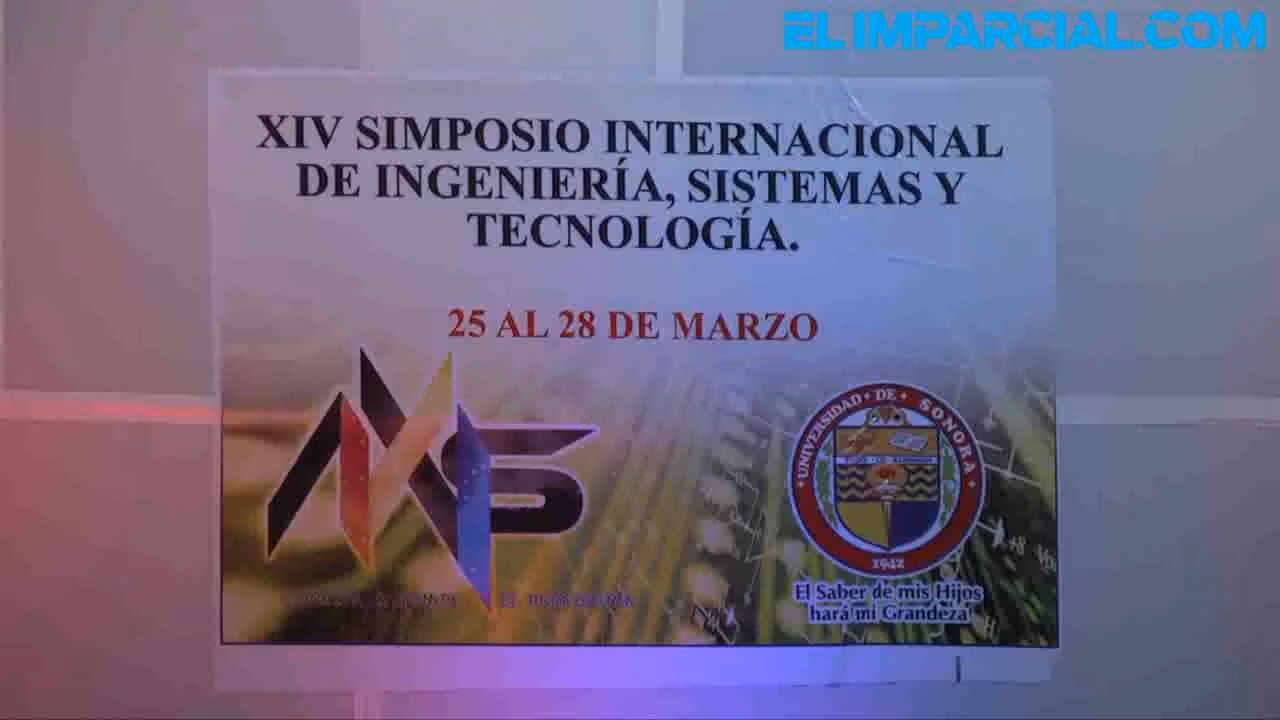 EL IMPARCIAL.COM
XIV SIMPOSIO INTERNACIONAL
DE INGENIERÍA, SISTEMAS Y
TECNOLOGÍA.
25 AL 28 DE MARZO
UNIVERSIDAD • DE • SONORA
1942
El Saber de mis Hijos
hará mi Grandeza